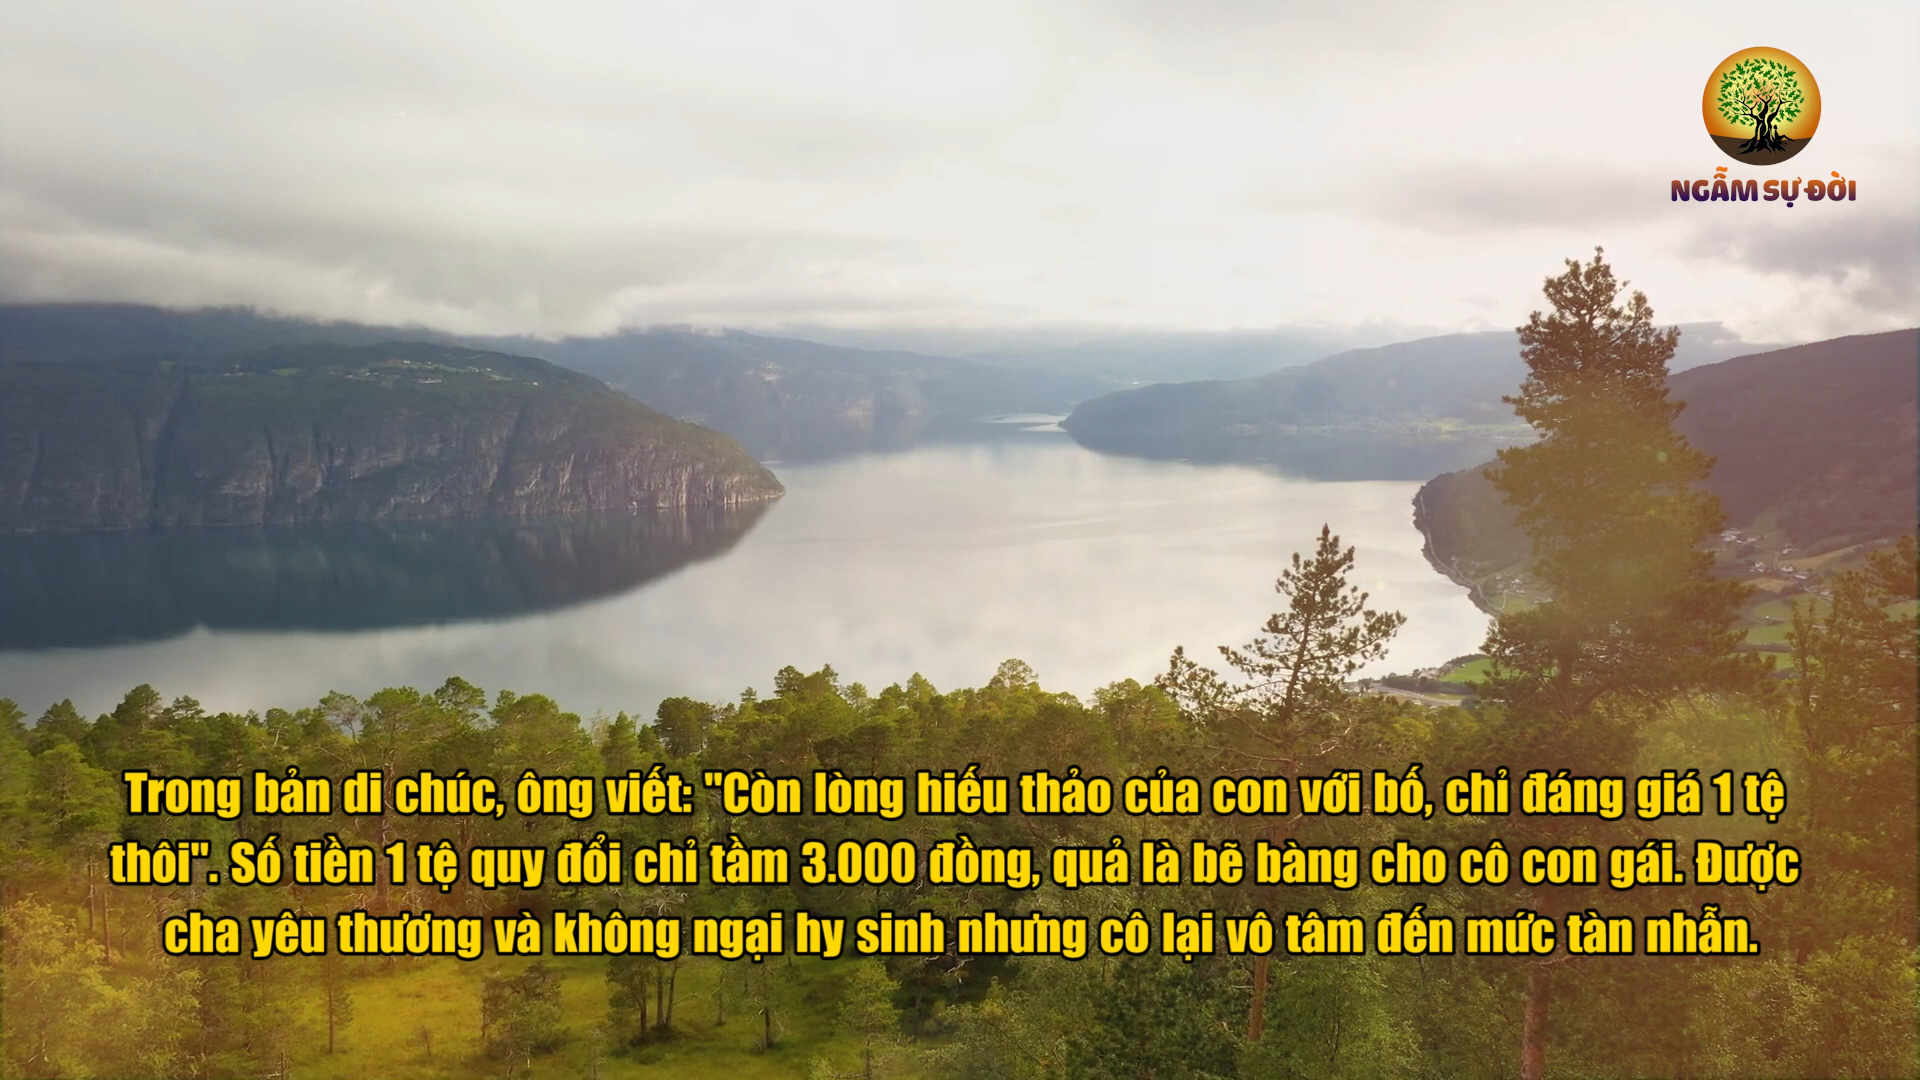 NGẪM SỰ ĐỜI
Trong bản di chúc, ông viết: "Còn lòng hiếu thảo của con với bố, chỉ đáng giá 1 tệ
thôi". Số tiền 1 tệ quy đổi chỉ tầm 3.000 đồng, quả là bẽ bàng cho cô con gái. Được
cha yêu thương và không ngại hy sinh nhưng cô lại vô tâm đến mức tàn nhẫn.